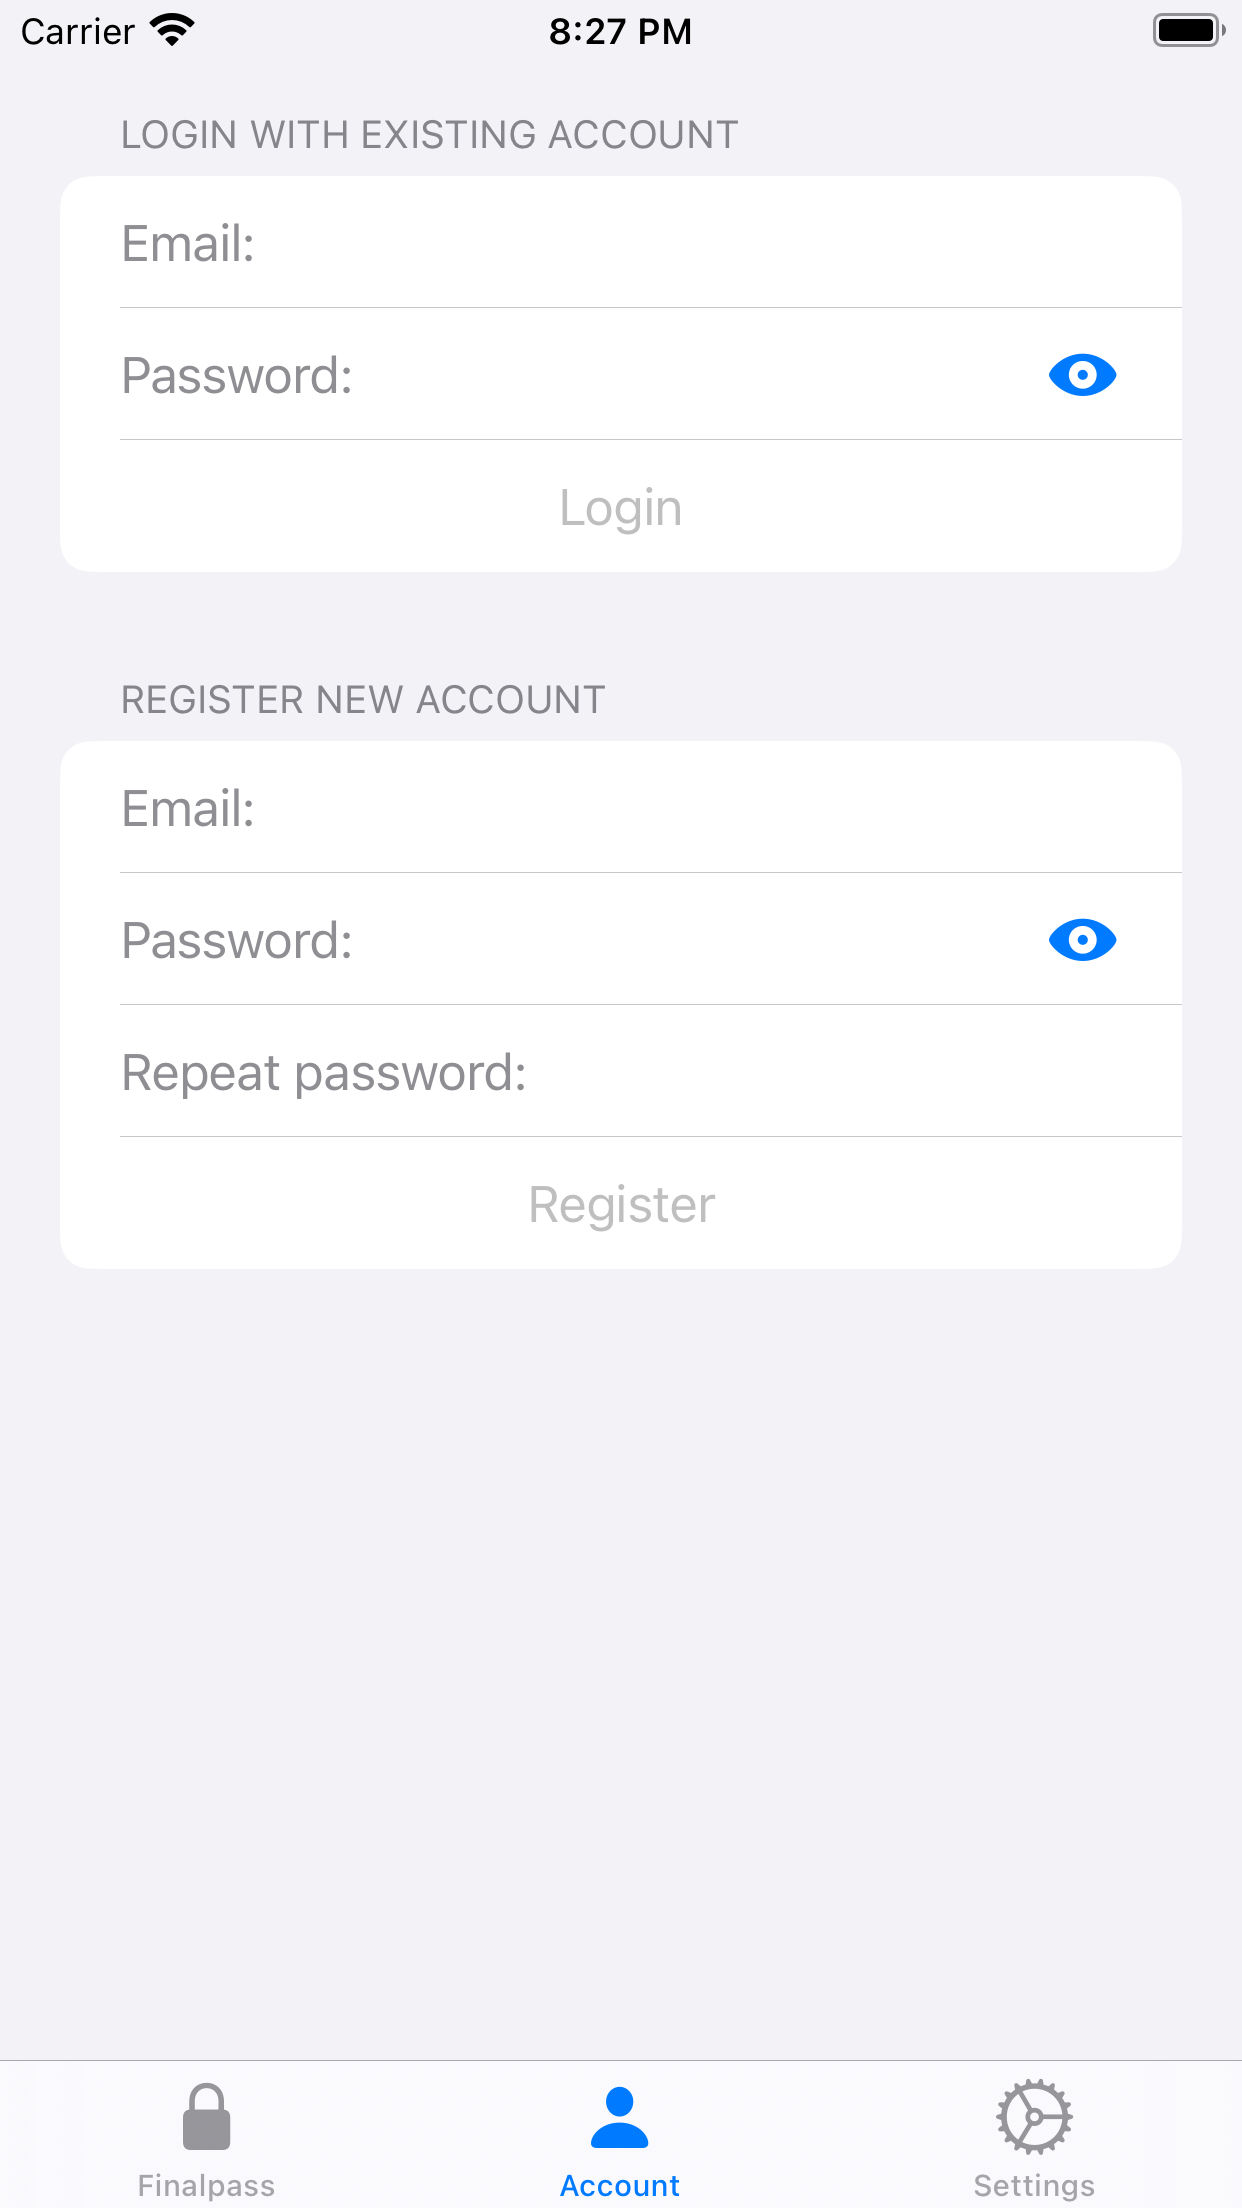 Carrier 8:27 PM
LOGIN WITH EXISTING ACCOUNT
Email:
Password:
Login
REGISTER NEW ACCOUNT
Email:
Password:
Repeat password:
Register
Finalpass Account Settings